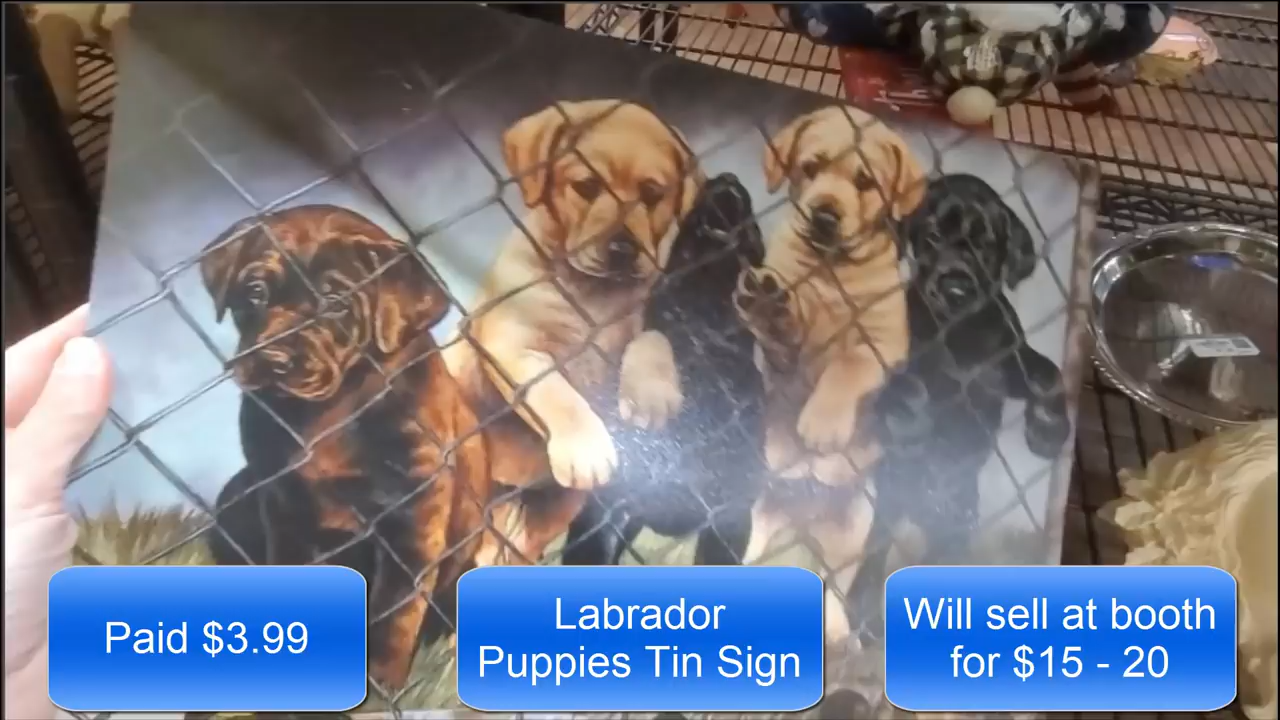 Paid $3.99
Labrador
Puppies Tin Sign
Will sell at booth
for $15 - 20